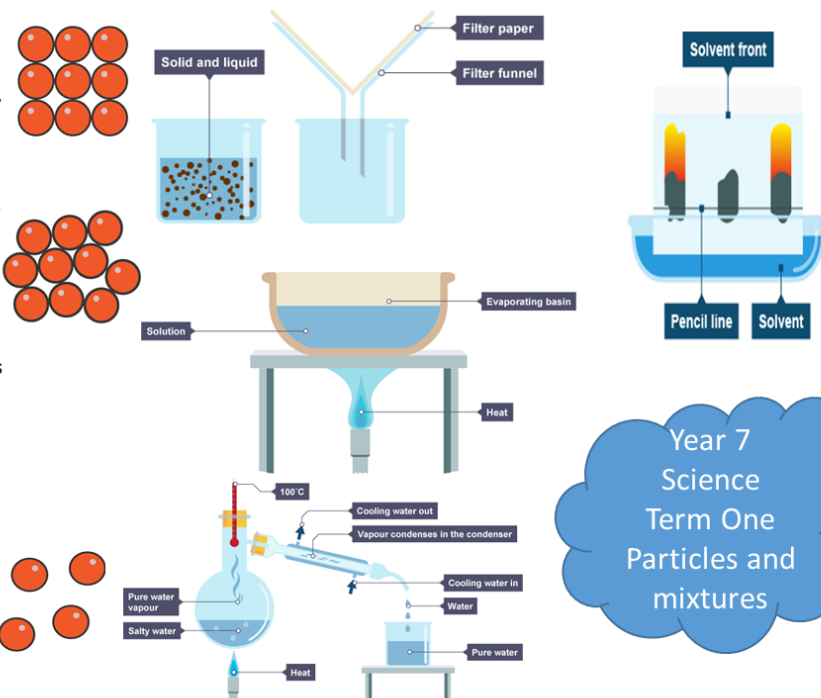 Filter paper
Filter funnel
Solid and liquid
Solvent front
Pencil line
Solvent
Evaporating basin
Solution
Heat
s
Year 7
Science
Term One
Particles and
mixtures
100°C
Cooling water out
Vapour condenses in the condenser
Cooling water in
Water
Pure water
vapour
Salty water
Pure water
Heat